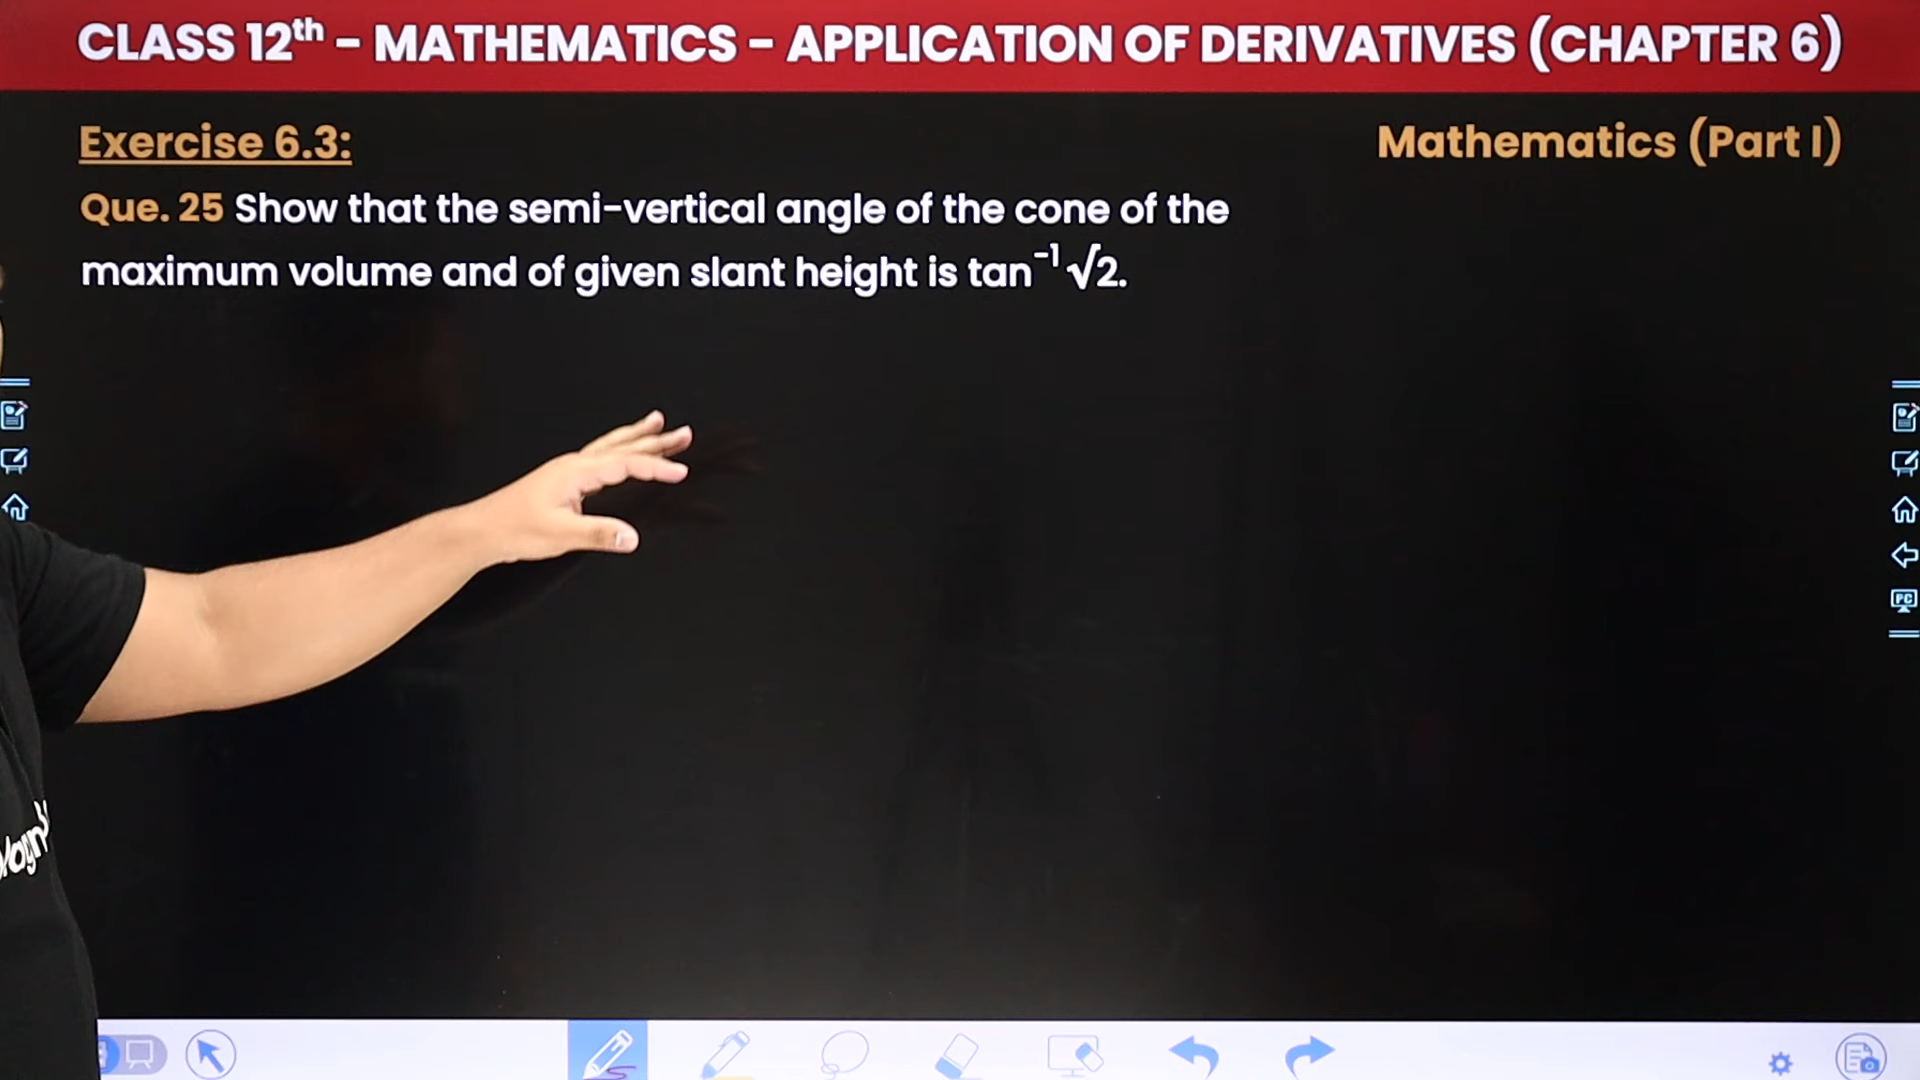 CLASS 12th - MATHEMATICS - APPLICATION OF DERIVATIVES (CHAPTER 6)
Exercise 6.3:
Mathematics (Part I)
Que. 25 Show that the semi-vertical angle of the cone of the
maximum volume and of given slant height is tan⁻¹ √2.
PC